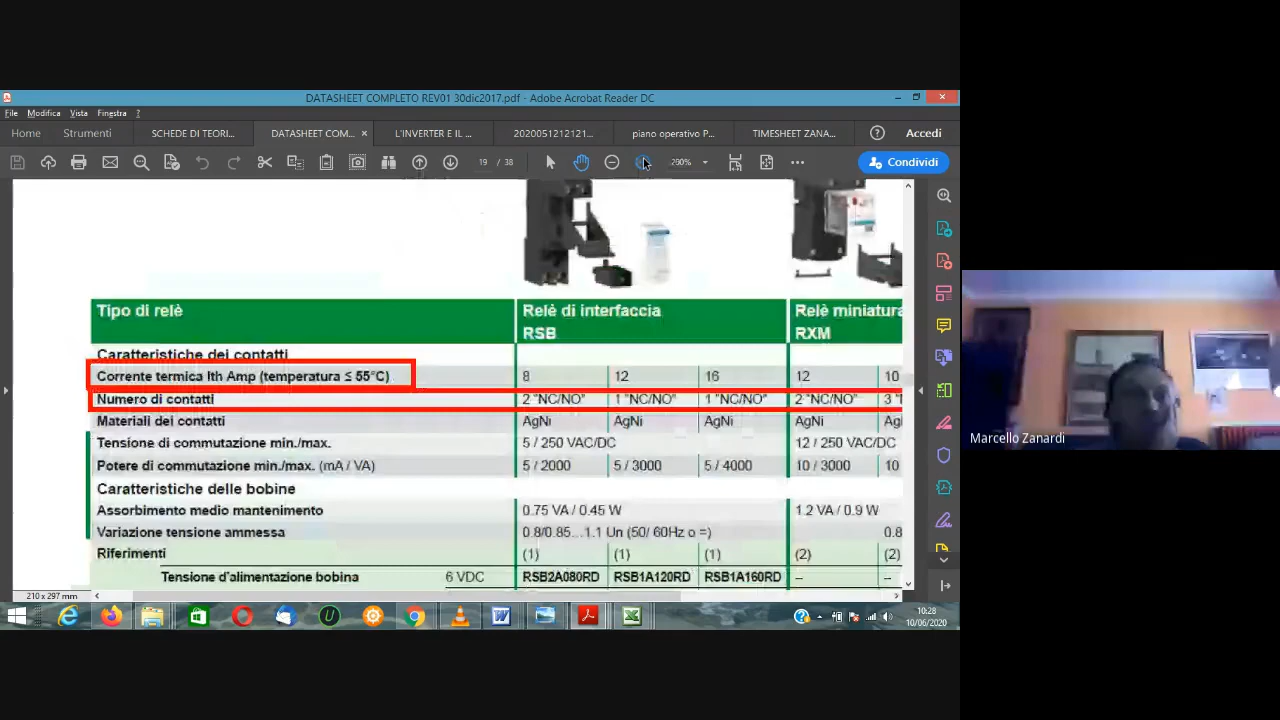 DATASHEET COMPLETO REV01 30dic2017.pdf - Adobe Acrobat Reader DC
File Modifica Vista Finestra ?
Home Strumenti SCHEDE DI TEORI... DATASHEET COM... × L'INVERTER E IL ... 2020051212121... piano operativo P... TIMESHEET ZANA... Accedi
19 / 38 290% Condividi
Tipo di relè Relè di interfaccia Relè miniatura
RSB RXM
Caratteristiche dei contatti
Corrente termica Ith Amp (temperatura ≤ 55°C) 8 12 16 12 10
Numero di contatti 2 "NC/NO" 1 "NC/NO" 1 "NC/NO" 2 "NC/NO" 3 "
Materiali dei contatti AgNi AgNi AgNi AgNi AgNi
Tensione di commutazione min./max. 5 / 250 VAC/DC 12 / 250 VAC/DC
Potere di commutazione min./max. (mA / VA) 5 / 2000 5 / 3000 5 / 4000 10 / 3000 10
Caratteristiche delle bobine
Assorbimento medio mantenimento 0.75 VA / 0.45 W 1.2 VA / 0.9 W
Variazione tensione ammessa 0.8/0.85...1.1 Un (50/ 60Hz o =) 0.8
Riferimenti (1) (1) (1) (2) (2)
Tensione d'alimentazione bobina 6 VDC RSB2A080RD RSB1A120RD RSB1A160RD -- --
210 x 297 mm
10:28
10/06/2020
Marcello Zanardi